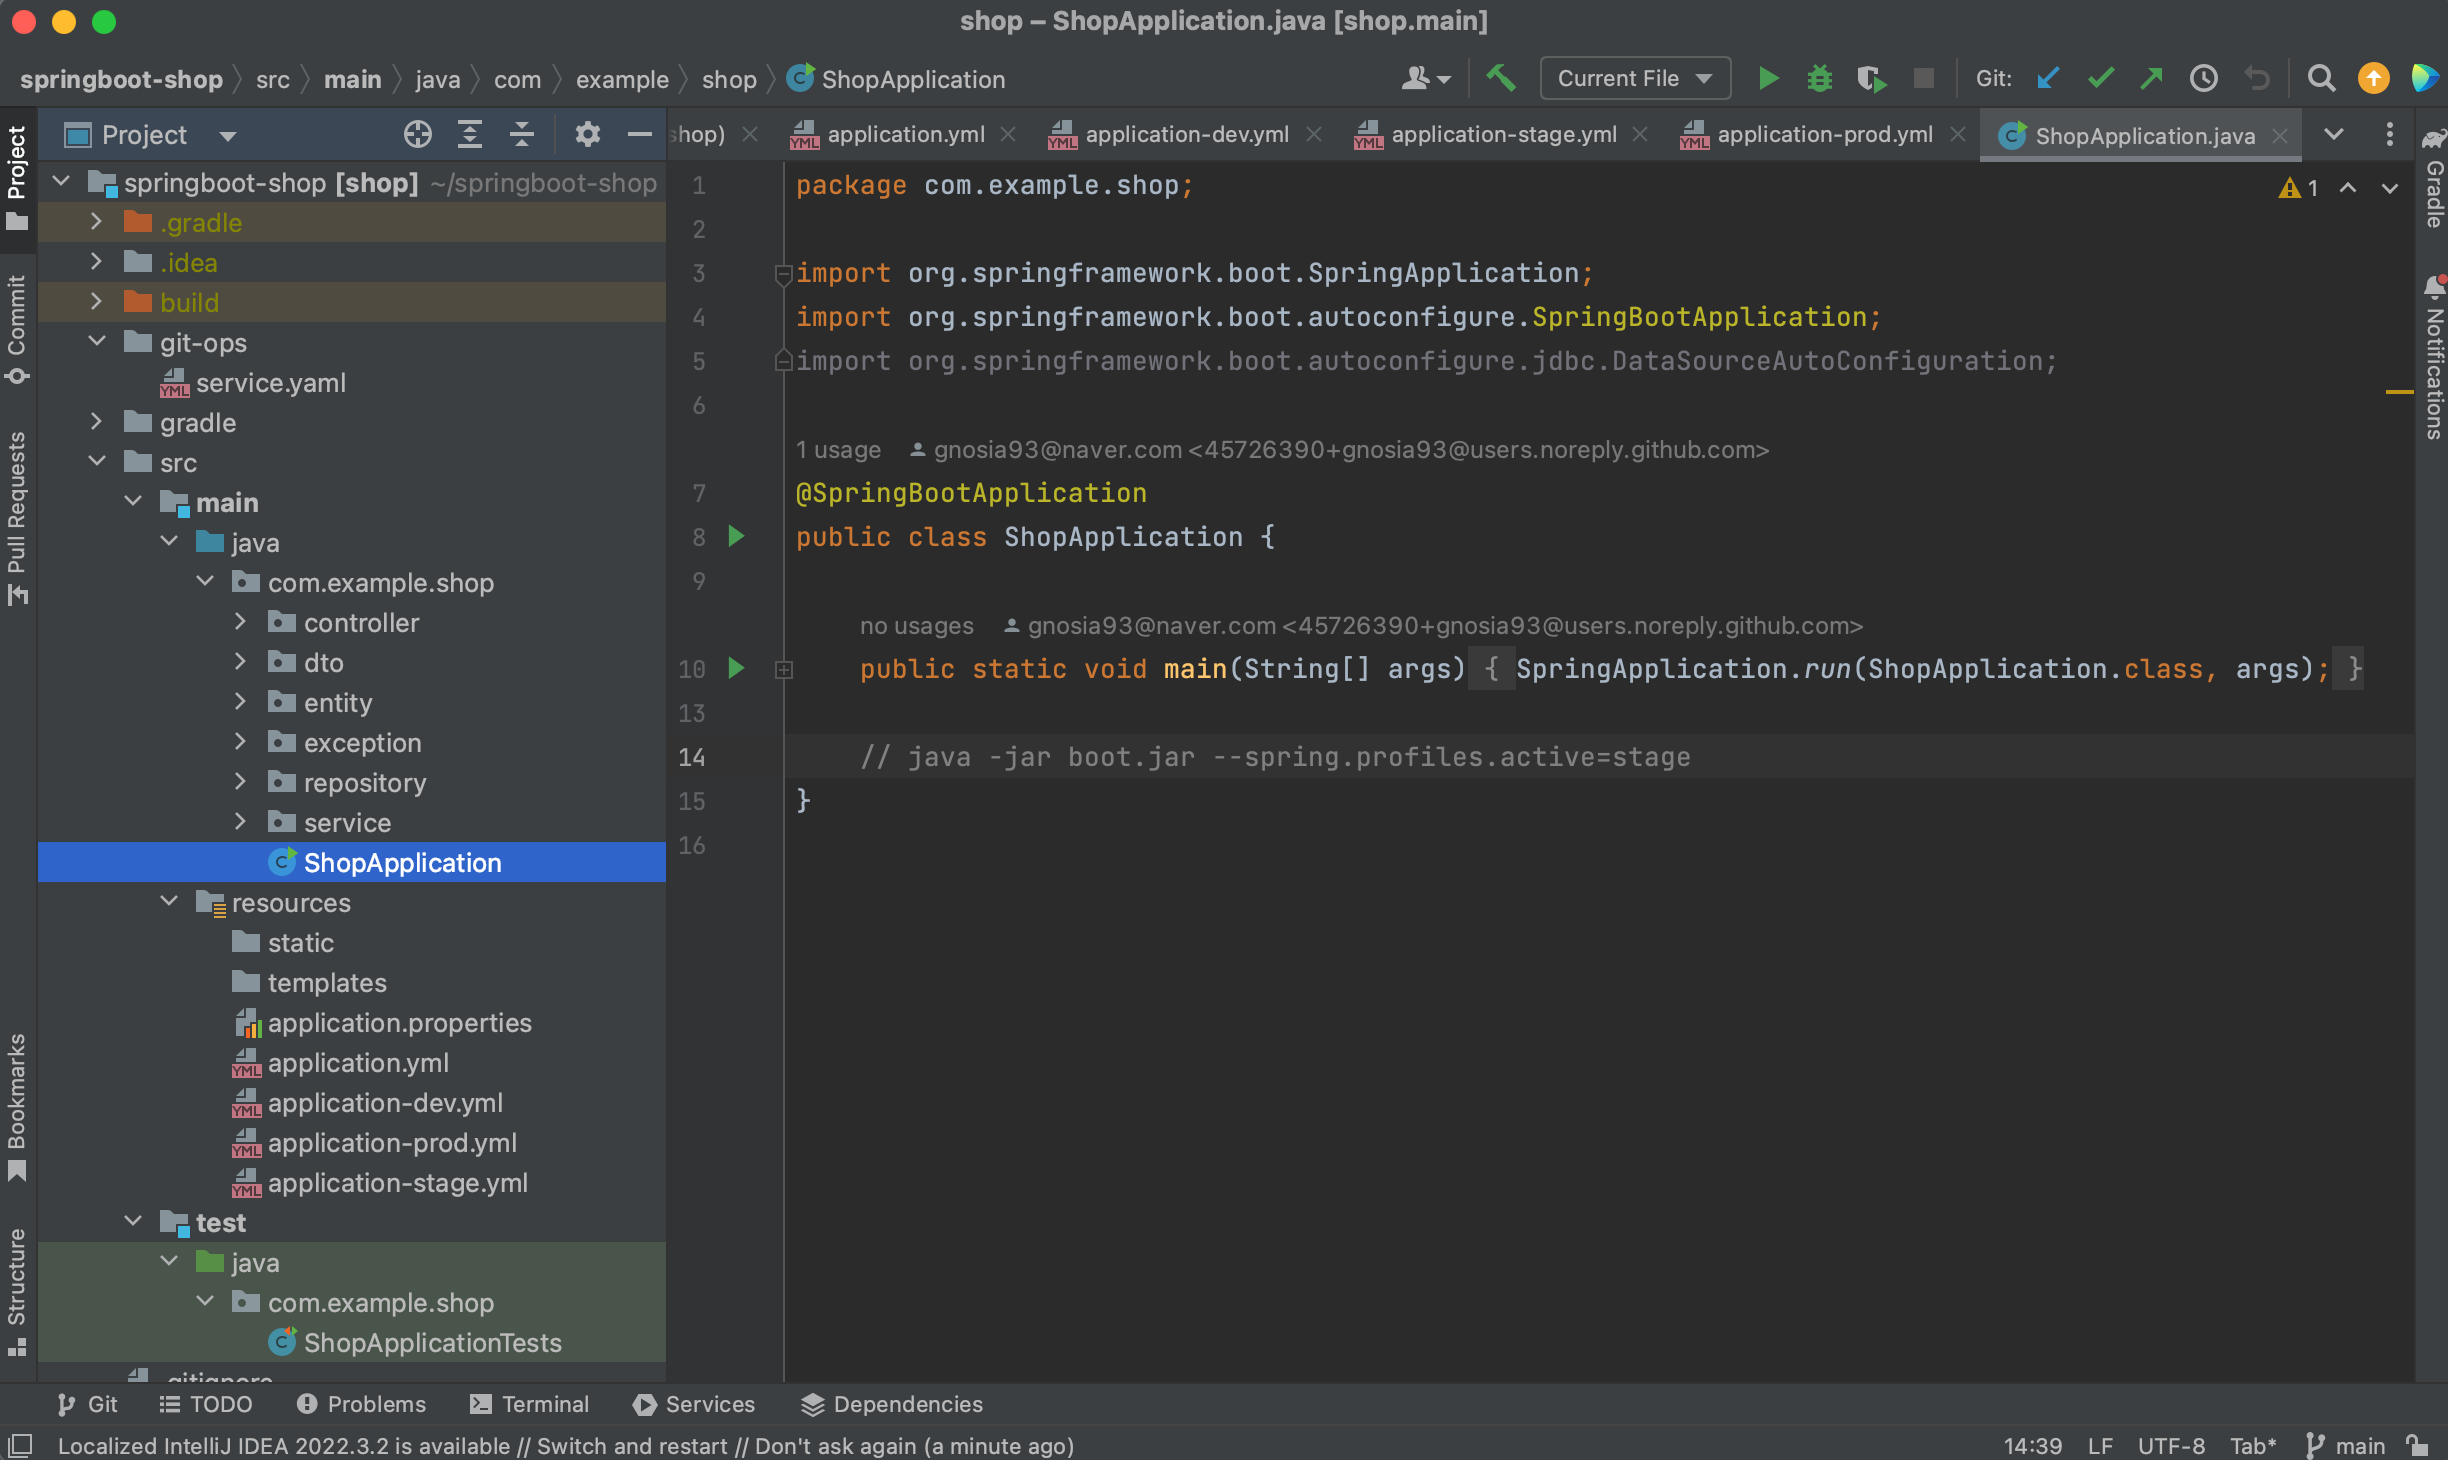 shop – ShopApplication.java [shop.main]
springboot-shop src main java com example shop ShopApplication
Current File Git:
Project
shop) application.yml application-dev.yml application-stage.yml application-prod.yml ShopApplication.java
Project
Commit
Pull Requests
Bookmarks
Structure
springboot-shop [shop] ~/springboot-shop
.gradle
.idea
build
git-ops
service.yaml
gradle
src
main
java
com.example.shop
controller
dto
entity
exception
repository
service
ShopApplication
resources
static
templates
application.properties
application.yml
application-dev.yml
application-prod.yml
application-stage.yml
test
java
com.example.shop
ShopApplicationTests
.gitignore
1 package com.example.shop;
2
3 import org.springframework.boot.SpringApplication;
4 import org.springframework.boot.autoconfigure.SpringBootApplication;
5 import org.springframework.boot.autoconfigure.jdbc.DataSourceAutoConfiguration;
6
1 usage gnosia93@naver.com <45726390+gnosia93@users.noreply.github.com>
7 @SpringBootApplication
8 public class ShopApplication {
9
no usages gnosia93@naver.com <45726390+gnosia93@users.noreply.github.com>
10 public static void main(String[] args) { SpringApplication.run(ShopApplication.class, args); }
13
14 // java -jar boot.jar --spring.profiles.active=stage
15 }
16
1
Gradle
Notifications
Git TODO Problems Terminal Services Dependencies
Localized IntelliJ IDEA 2022.3.2 is available // Switch and restart // Don't ask again (a minute ago) 14:39 LF UTF-8 Tab* main